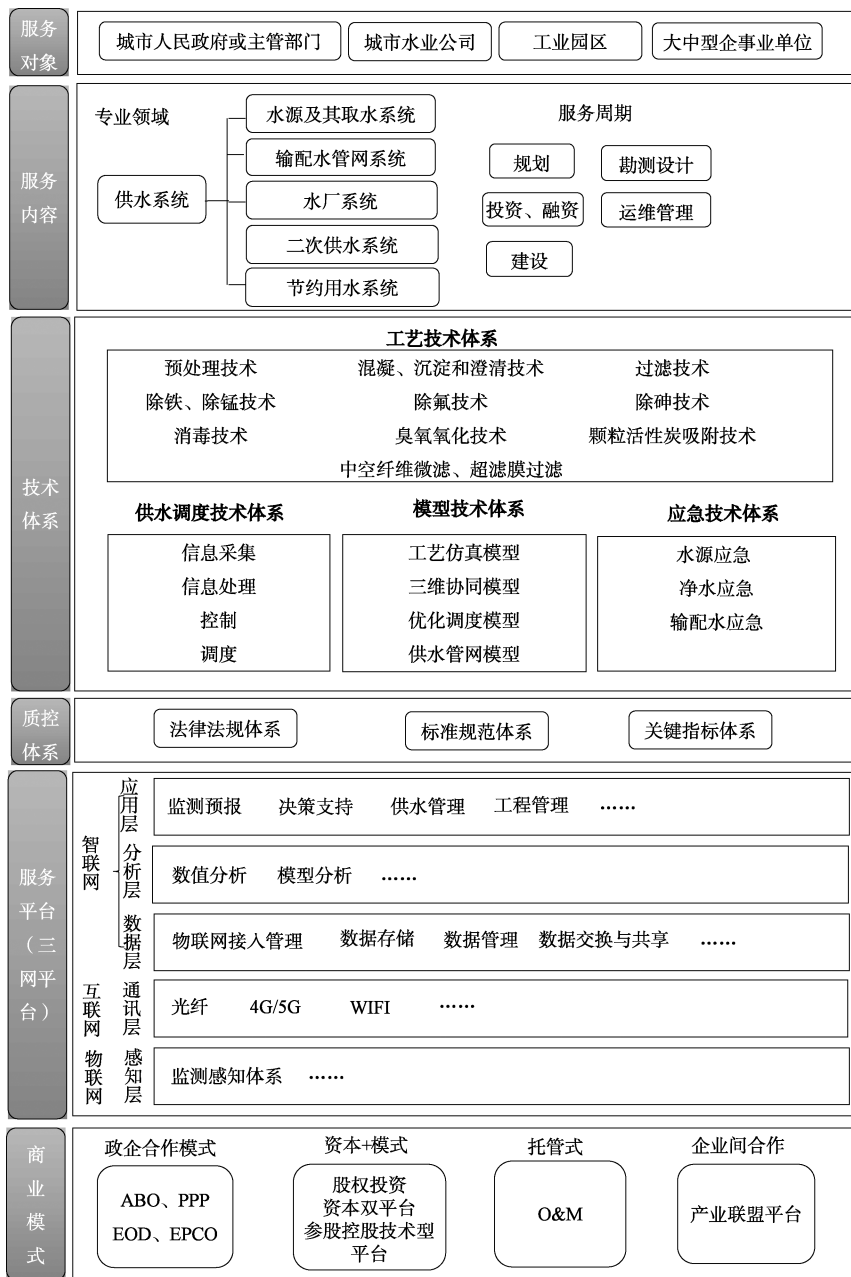 服务
对象
城市人民政府或主管部门 城市水业公司 工业园区 大中型企事业单位
服务
内容
专业领域
服务周期
供水系统
水源及其取水系统
输配水管网系统
水厂系统
二次供水系统
节约用水系统
规划 勘测设计
投资、融资 运维管理
建设
技术
体系
工艺技术体系
预处理技术 混凝、沉淀和澄清技术 过滤技术
除铁、除锰技术 除氟技术 除砷技术
消毒技术 臭氧氧化技术 颗粒活性炭吸附技术
中空纤维微滤、超滤膜过滤
供水调度技术体系
信息采集
信息处理
控制
调度
模型技术体系
工艺仿真模型
三维协同模型
优化调度模型
供水管网模型
应急技术体系
水源应急
净水应急
输配水应急
质控
体系
法律法规体系 标准规范体系 关键指标体系
服务
平台
（三
网平
台）
智联网
应用层
监测预报 决策支持 供水管理 工程管理 ……
分析层
数值分析 模型分析 ……
数据层
物联网接入管理 数据存储 数据管理 数据交换与共享 ……
互联网
通讯层
光纤 4G/5G WIFI ……
物联网
感知层
监测感知体系 ……
商
业
模
式
政企合作模式
ABO、PPP
EOD、EPCO
资本+模式
股权投资
资本双平台
参股控股技术型
平台
托管式
O&M
企业间合作
产业联盟平台